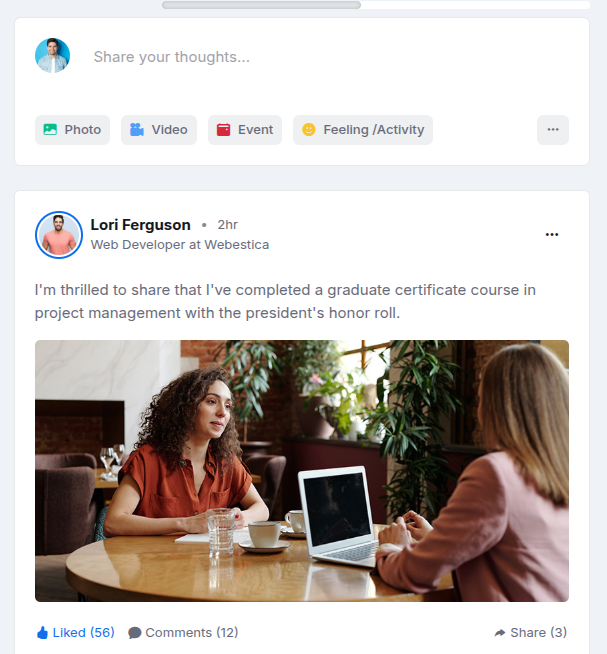 Share your thoughts...
Photo
Video
Event
Feeling /Activity
Lori Ferguson • 2hr
Web Developer at Webestica
I'm thrilled to share that I've completed a graduate certificate course in
project management with the president's honor roll.
Liked (56)
Comments (12)
Share (3)